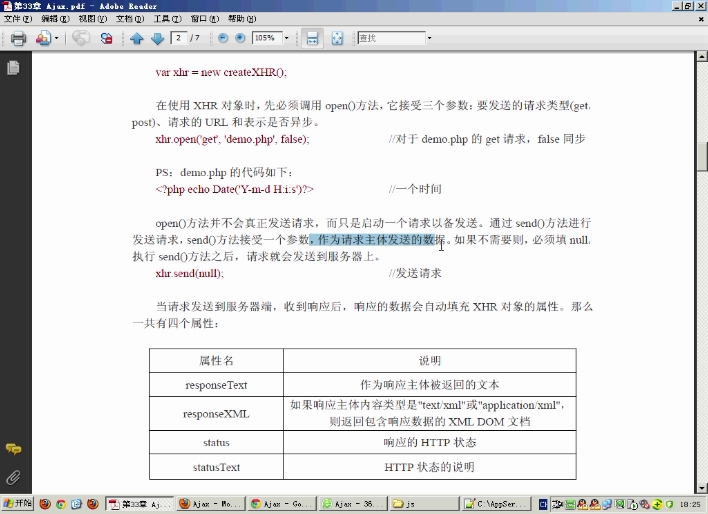 第33章 Ajax.pdf - Adobe Reader
文件(F) 编辑(E) 视图(V) 文档(D) 工具(T) 窗口(W) 帮助(H)
2 / 7 105% 查找
var xhr = new createXHR();
在使用 XHR 对象时，先必须调用 open()方法，它接受三个参数：要发送的请求类型(get、
post)、请求的 URL 和表示是否异步。
xhr.open('get', 'demo.php', false); //对于 demo.php 的 get 请求，false 同步
PS：demo.php 的代码如下：
<?php echo Date('Y-m-d H:i:s')?> //一个时间
open()方法并不会真正发送请求，而只是启动一个请求以备发送。通过 send()方法进行
发送请求，send()方法接受一个参数，作为请求主体发送的数据。如果不需要则，必须填 null。
执行 send()方法之后，请求就会发送到服务器上。
xhr.send(null); //发送请求
当请求发送到服务器端，收到响应后，响应的数据会自动填充 XHR 对象的属性。那么
一共有四个属性：
属性名 说明
responseText 作为响应主体被返回的文本
responseXML 如果响应主体内容类型是"text/xml"或"application/xml"，
则返回包含响应数据的 XML DOM 文档
status 响应的 HTTP 状态
statusText HTTP 状态的说明
开始 第33章 Aj... Ajax - Mo... Ajax - Go... Ajax - 36... js C:\AppSer... 18:25